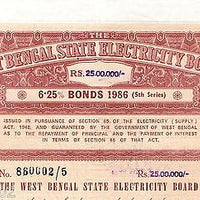 THE
T BENGAL STATE ELECTRICITY BO
RS. 25.00.000/-
6·25% BONDS 1986 (5th Series)
ISSUED IN PURSUANCE OF SECTION 65 OF THE ELECTRICITY (SUPPLY)
ACT, 1948, AND GUARANTEED BY THE GOVERNMENT OF WEST BENGAL
AS TO THE REPAYMENT OF PRINCIPAL AND THE PAYMENT OF INTEREST
IN TERMS OF SECTION 66 OF THAT ACT.
No. 860002/5 RS. 25.00.000/-
THE WEST BENGAL STATE ELECTRICITY BOARD